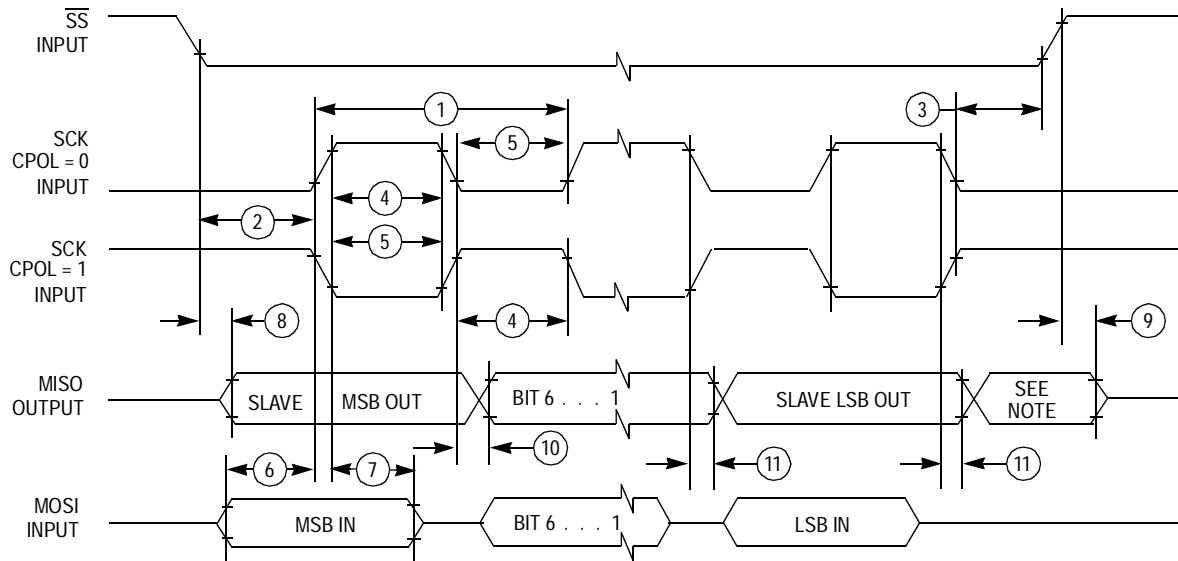 SS
INPUT
1
3
SCK
CPOL = 0
INPUT
5
4
2
SCK
CPOL = 1
INPUT
5
4
8
9
MISO
OUTPUT
SLAVE MSB OUT
BIT 6 . . . 1
SLAVE LSB OUT
SEE
NOTE
10
11
11
6
7
MOSI
INPUT
MSB IN
BIT 6 . . . 1
LSB IN